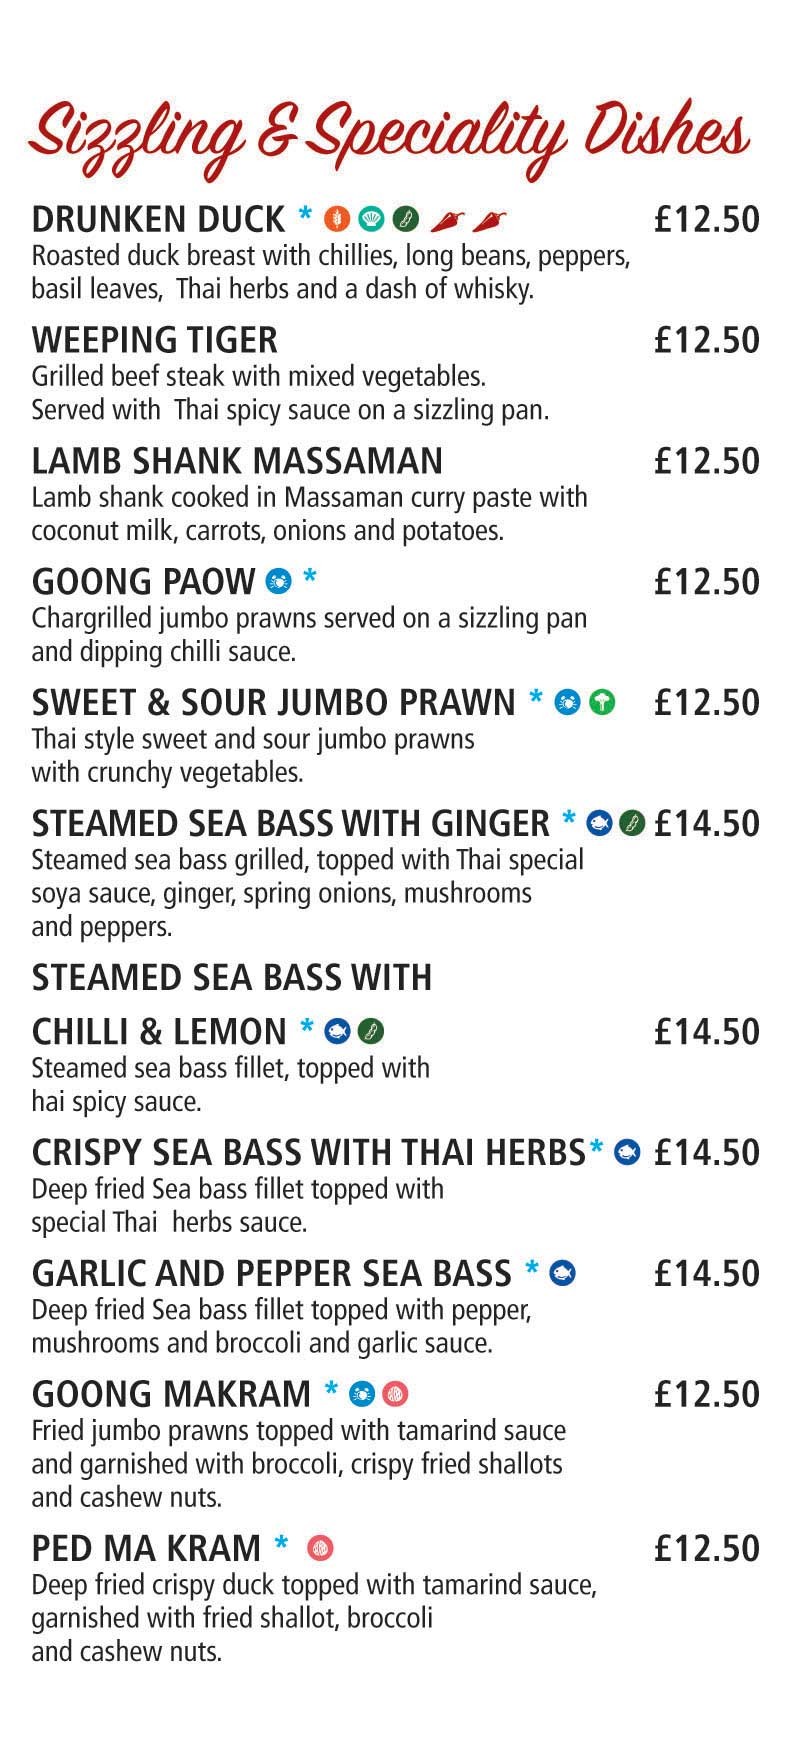 Sizzling & Speciality Dishes
DRUNKEN DUCK * £12.50
Roasted duck breast with chillies, long beans, peppers,
basil leaves, Thai herbs and a dash of whisky.
WEEPING TIGER £12.50
Grilled beef steak with mixed vegetables.
Served with Thai spicy sauce on a sizzling pan.
LAMB SHANK MASSAMAN £12.50
Lamb shank cooked in Massaman curry paste with
coconut milk, carrots, onions and potatoes.
GOONG PAOW * £12.50
Chargrilled jumbo prawns served on a sizzling pan
and dipping chilli sauce.
SWEET & SOUR JUMBO PRAWN * £12.50
Thai style sweet and sour jumbo prawns
with crunchy vegetables.
STEAMED SEA BASS WITH GINGER * £14.50
Steamed sea bass grilled, topped with Thai special
soya sauce, ginger, spring onions, mushrooms
and peppers.
STEAMED SEA BASS WITH
CHILLI & LEMON * £14.50
Steamed sea bass fillet, topped with
hai spicy sauce.
CRISPY SEA BASS WITH THAI HERBS* £14.50
Deep fried Sea bass fillet topped with
special Thai herbs sauce.
GARLIC AND PEPPER SEA BASS * £14.50
Deep fried Sea bass fillet topped with pepper,
mushrooms and broccoli and garlic sauce.
GOONG MAKRAM * £12.50
Fried jumbo prawns topped with tamarind sauce
and garnished with broccoli, crispy fried shallots
and cashew nuts.
PED MA KRAM * £12.50
Deep fried crispy duck topped with tamarind sauce,
garnished with fried shallot, broccoli
and cashew nuts.